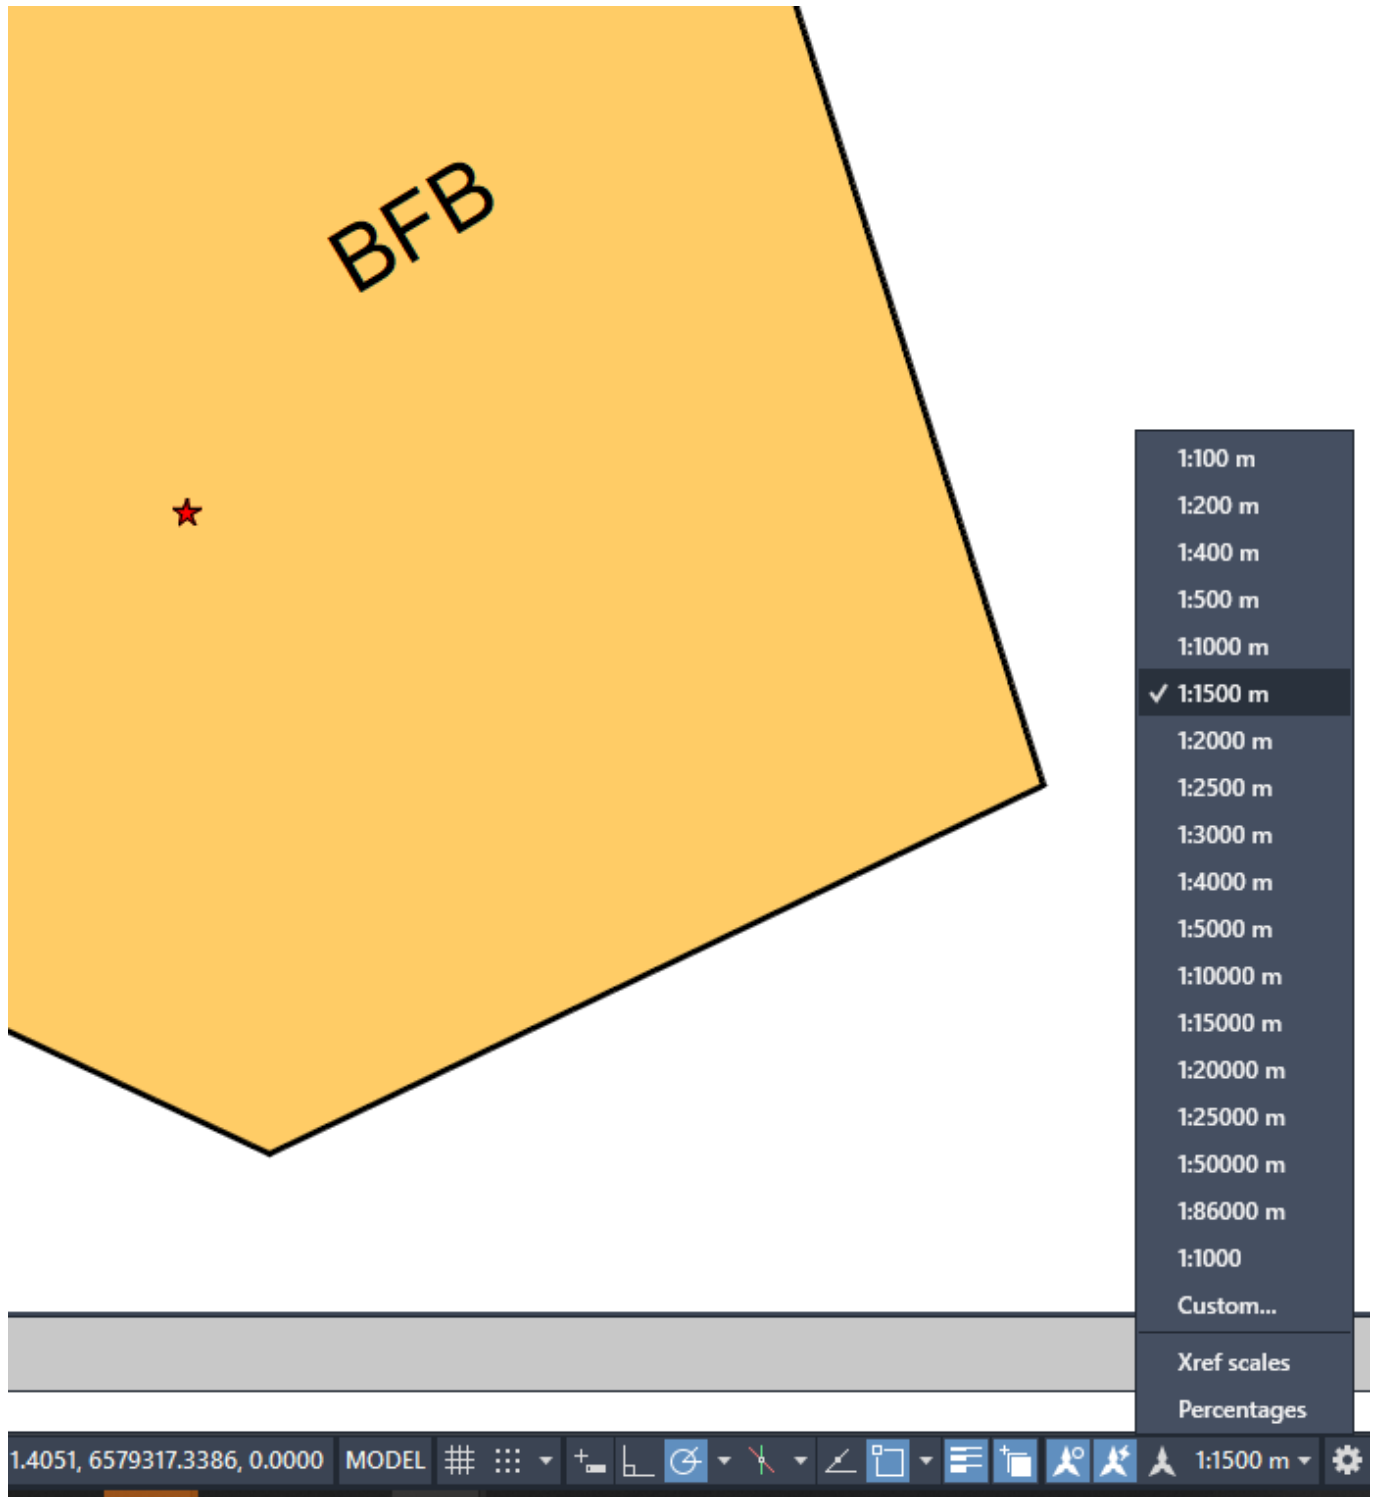 BFB
1:100 m
1:200 m
1:400 m
1:500 m
1:1000 m
1:1500 m
1:2000 m
1:2500 m
1:3000 m
1:4000 m
1:5000 m
1:10000 m
1:15000 m
1:20000 m
1:25000 m
1:50000 m
1:86000 m
1:1000
Custom...
Xref scales
Percentages
1.4051, 6579317.3386, 0.0000 MODEL 1:1500 m